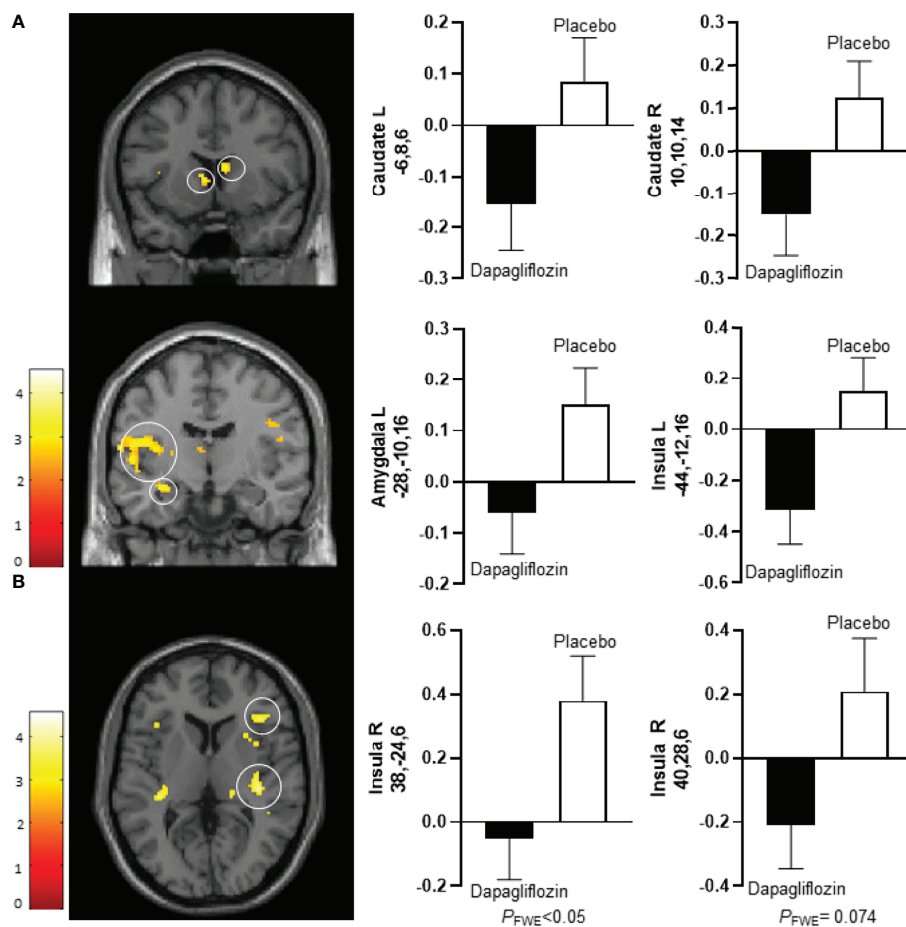 A
0.2
0.1
0.0
-0.1
-0.2
-0.3
Caudate L
-6,8,6
Placebo
Dapagliflozin
0.3
0.2
0.1
0.0
-0.1
-0.2
0.3
Caudate R
10,10,14
Placebo
Dapagliflozin
4
3
2
1
0
0.3
0.2
0.1
0.0
-0.1
-0.2
Amygdala L
-28,-10,16
Placebo
Dapagliflozin
0.4
0.2
0.0
-0.2
-0.4
-0.6
Insula L
-44,-12,16
Placebo
Dapagliflozin
B
4
3
2
1
0
0.6
0.4
0.2
0.0
-0.2
Insula R
38,-24,6
Placebo
Dapagliflozin
PFWE<0.05
0.4
0.2
0.0
-0.2
-0.4
Insula R
40,28,6
Placebo
Dapagliflozin
PFWE= 0.074